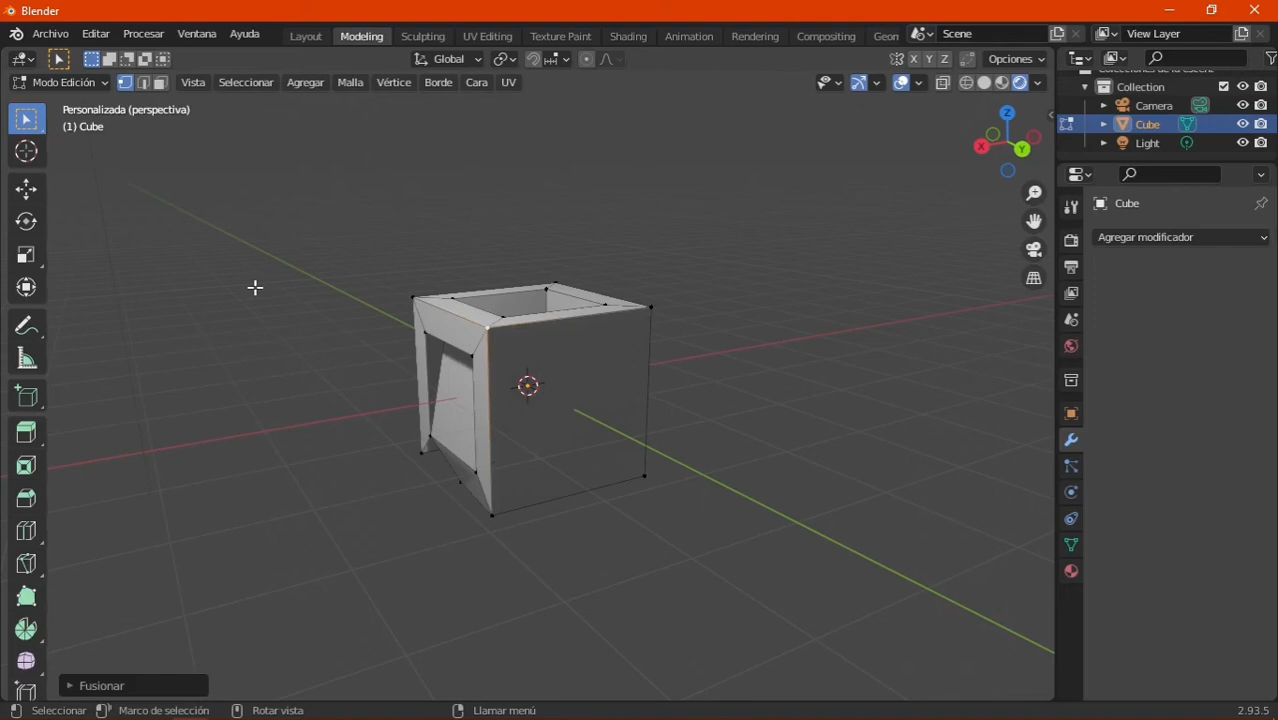 Blender
Archivo Editar Procesar Ventana Ayuda Layout Modeling Sculpting UV Editing Texture Paint Shading Animation Rendering Compositing Geom Scene View Layer
Global X Y Z Opciones
Modo Edición Vista Seleccionar Agregar Malla Vértice Borde Cara UV
Collection
Personalizada (perspectiva)
Camera
(1) Cube
Cube
Light
Z
X
Y
Cube
Agregar modificador
Fusionar
Seleccionar Marco de selección Rotar vista Llamar menú 2.93.5